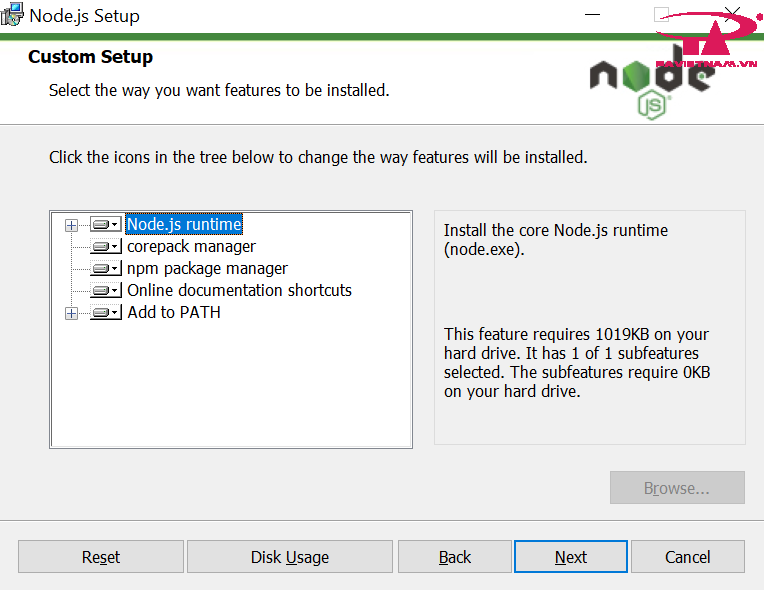 Node.js Setup
PAVIETNAM.VN
Custom Setup
Select the way you want features to be installed.
node
JS
Click the icons in the tree below to change the way features will be installed.
Node.js runtime
corepack manager
npm package manager
Online documentation shortcuts
Add to PATH
Install the core Node.js runtime
(node.exe).
This feature requires 1019KB on your
hard drive. It has 1 of 1 subfeatures
selected. The subfeatures require 0KB
on your hard drive.
Browse...
Reset
Disk Usage
Back
Next
Cancel